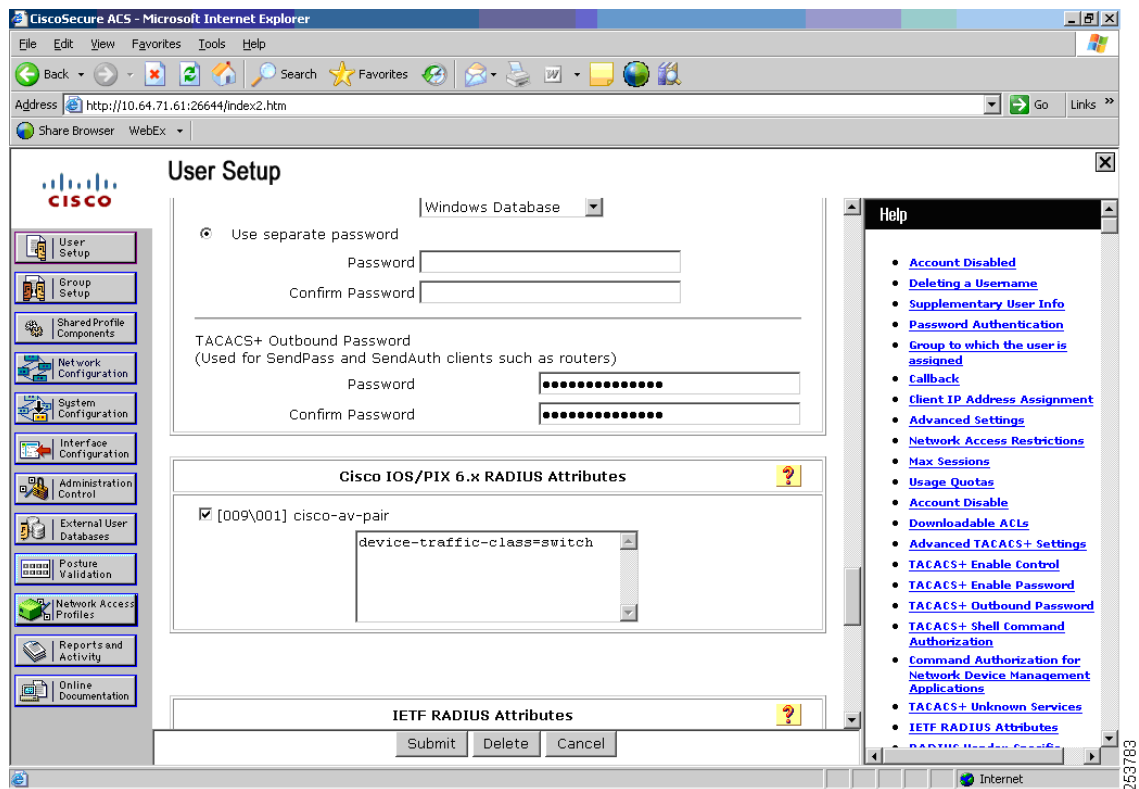 CiscoSecure ACS - Microsoft Internet Explorer
File Edit View Favorites Tools Help
Back Search Favorites
Address http://10.64.71.61:26644/index2.htm Go Links »
Share Browser WebEx
CISCO
User Setup
User
Setup
Group
Setup
Shared Profile
Components
Network
Configuration
System
Configuration
Interface
Configuration
Administration
Control
External User
Databases
Posture
Validation
Network Access
Profiles
Reports and
Activity
Online
Documentation
Windows Database
Use separate password
Password
Confirm Password
TACACS+ Outbound Password
(Used for SendPass and SendAuth clients such as routers)
Password ●●●●●●●●●●●●●●
Confirm Password ●●●●●●●●●●●●●●
Cisco IOS/PIX 6.x RADIUS Attributes ?
[009\001] cisco-av-pair
device-traffic-class=switch
IETF RADIUS Attributes ?
Submit Delete Cancel
Help
Account Disabled
Deleting a Username
Supplementary User Info
Password Authentication
Group to which the user is
assigned
Callback
Client IP Address Assignment
Advanced Settings
Network Access Restrictions
Max Sessions
Usage Quotas
Account Disable
Downloadable ACLs
Advanced TACACS+ Settings
TACACS+ Enable Control
TACACS+ Enable Password
TACACS+ Outbound Password
TACACS+ Shell Command
Authorization
Command Authorization for
Network Device Management
Applications
TACACS+ Unknown Services
IETF RADIUS Attributes
Internet
253783